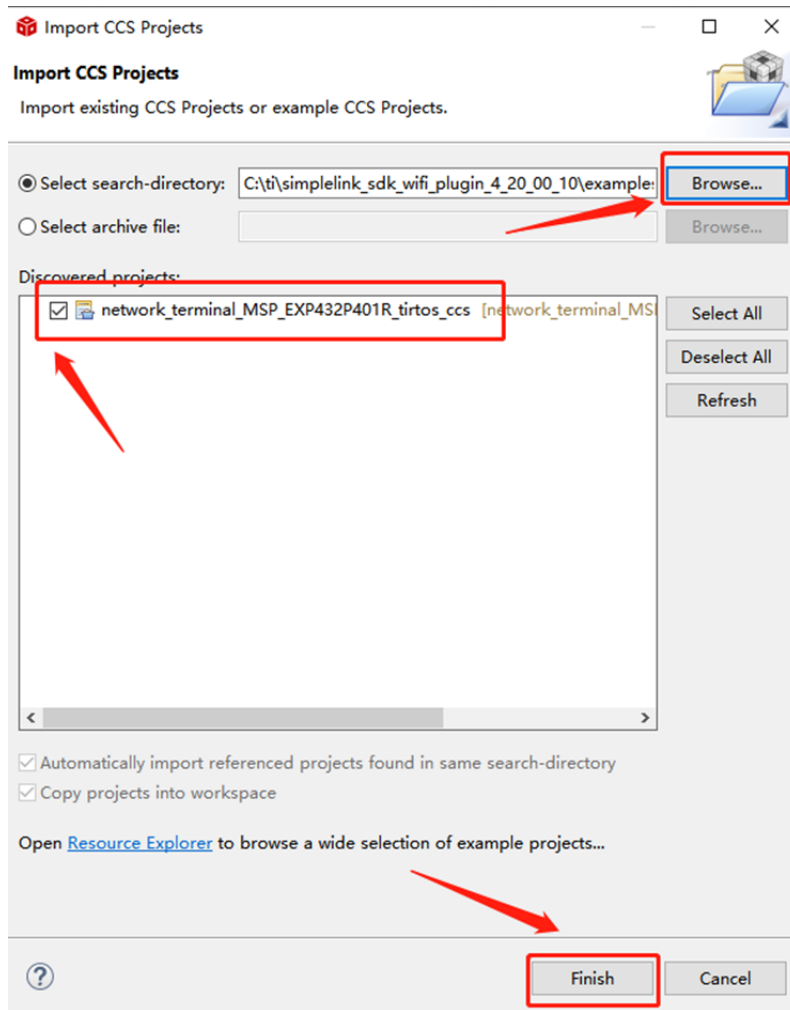 Import CCS Projects
Import CCS Projects
Import existing CCS Projects or example CCS Projects.
Select search-directory: C:\ti\simplelink_sdk_wifi_plugin_4_20_00_10\example Browse...
Select archive file: Browse...
Discovered projects:
network_terminal_MSP_EXP432P401R_tirtos_ccs [network_terminal_MS
Select All
Deselect All
Refresh
Automatically import referenced projects found in same search-directory
Copy projects into workspace
Open Resource Explorer to browse a wide selection of example projects...
? Finish Cancel